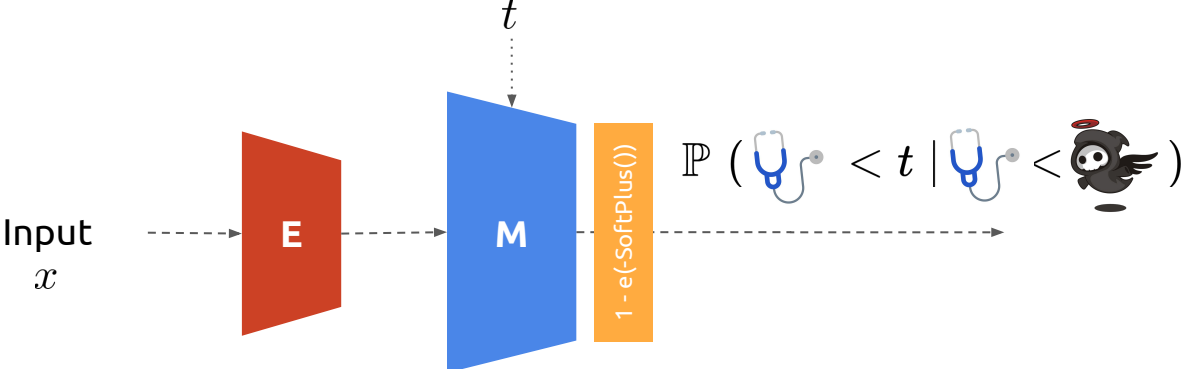 t
ℙ ( < t | < )
1 - e(-SoftPlus())
E
M
Input
x